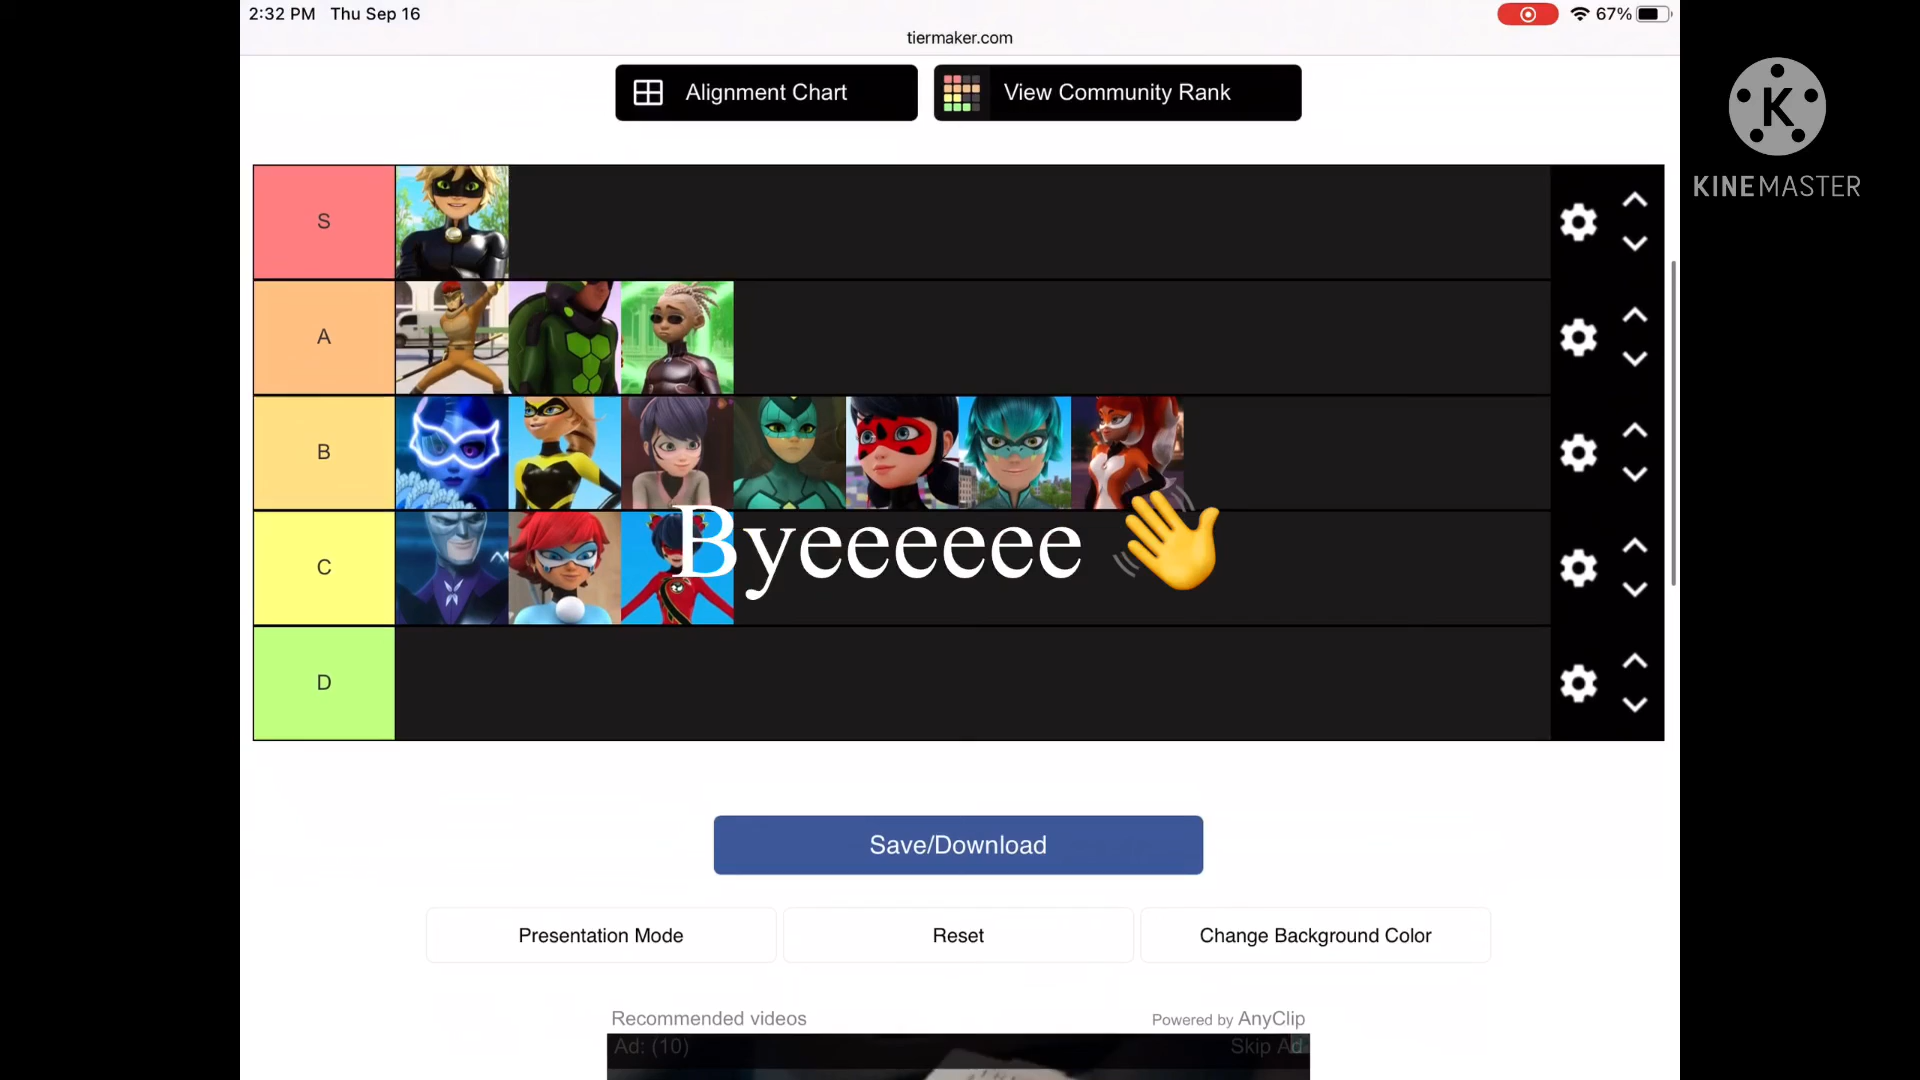 2:32 PM Thu Sep 16
67%
tiermaker.com
Alignment Chart
View Community Rank
K
KINEMASTER
S
A
B
C
D
Byeeeeee 👋
Save/Download
Presentation Mode
Reset
Change Background Color
Recommended videos
Powered by AnyClip
Ad: (10)
Skip Ad